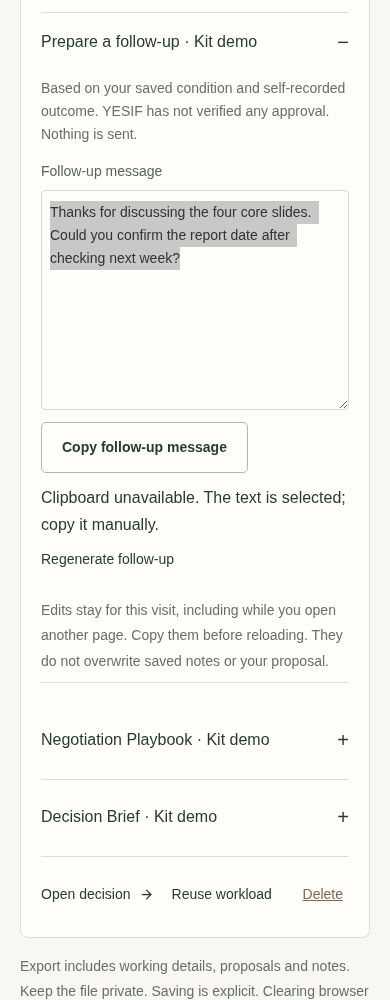 Prepare a follow-up · Kit demo −
Based on your saved condition and self-recorded
outcome. YESIF has not verified any approval.
Nothing is sent.
Follow-up message
Thanks for discussing the four core slides.
Could you confirm the report date after
checking next week?
Copy follow-up message
Clipboard unavailable. The text is selected;
copy it manually.
Regenerate follow-up
Edits stay for this visit, including while you open
another page. Copy them before reloading. They
do not overwrite saved notes or your proposal.
Negotiation Playbook · Kit demo +
Decision Brief · Kit demo +
Open decision → Reuse workload Delete
Export includes working details, proposals and notes.
Keep the file private. Saving is explicit. Clearing browser